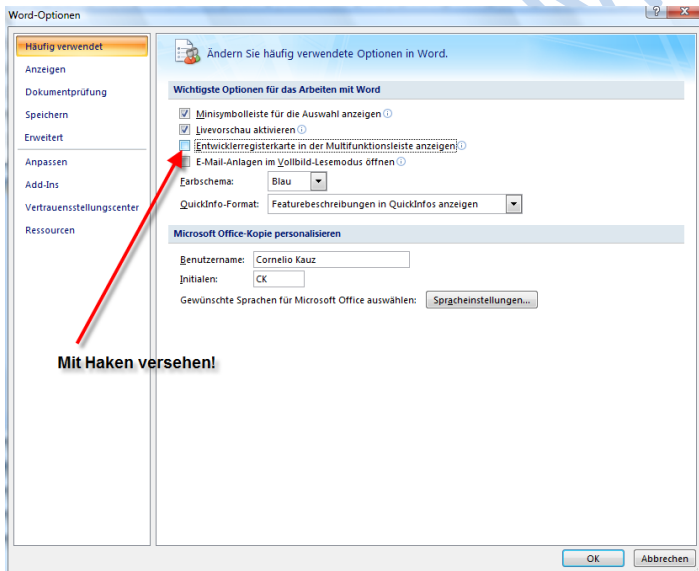 Word-Optionen
Häufig verwendet
Anzeigen
Dokumentprüfung
Speichern
Erweitert
Anpassen
Add-Ins
Vertrauensstellungscenter
Ressourcen
Ändern Sie häufig verwendete Optionen in Word.
Wichtigste Optionen für das Arbeiten mit Word
Minisymbolleiste für die Auswahl anzeigen
Livevorschau aktivieren
Entwicklerregisterkarte in der Multifunktionsleiste anzeigen
E-Mail-Anlagen im Vollbild-Lesemodus öffnen
Farbschema: Blau
QuickInfo-Format: Featurebeschreibungen in QuickInfos anzeigen
Microsoft Office-Kopie personalisieren
Benutzername: Cornelio Kauz
Initialen: CK
Gewünschte Sprachen für Microsoft Office auswählen: Spracheinstellungen...
Mit Haken versehen!
OK Abbrechen